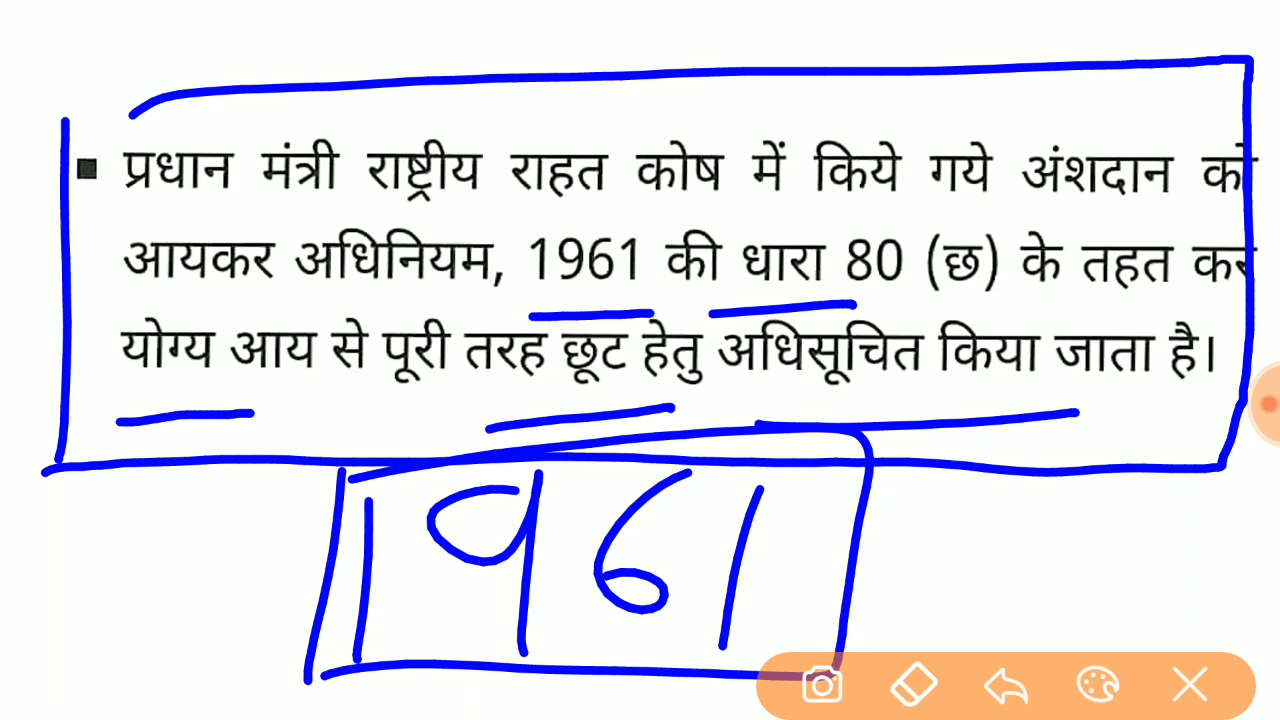 ▪ प्रधान मंत्री राष्ट्रीय राहत कोष में किये गये अंशदान को
आयकर अधिनियम, 1961 की धारा 80 (छ) के तहत कर
योग्य आय से पूरी तरह छूट हेतु अधिसूचित किया जाता है।
1961